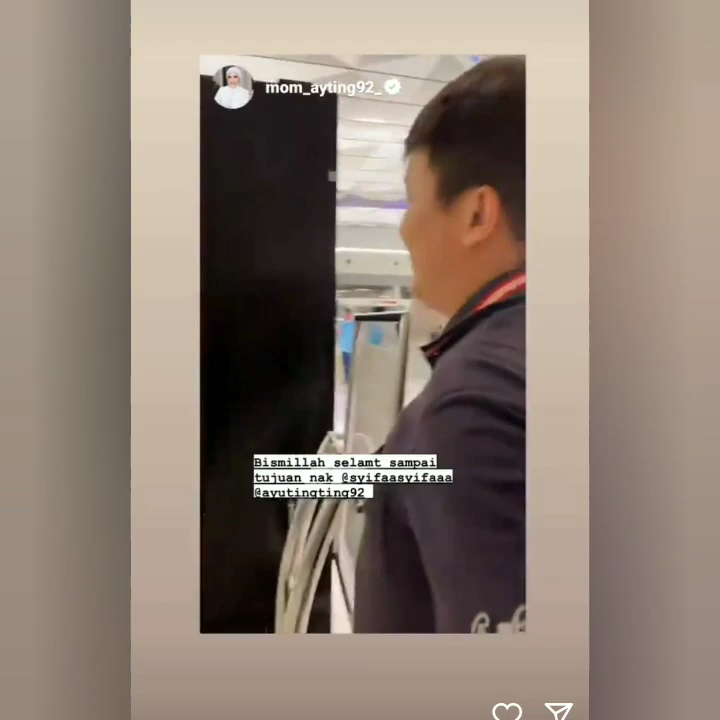 mom_ayting92_
Bismillah selamt sampai
tujuan nak @syifaasyifaaa
@ayutingting92